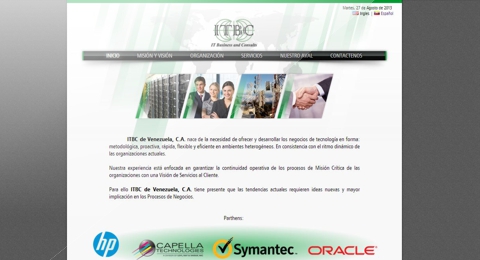 Viernes, 27 de Agosto de 2013
Inglés | Español
ITBC
IT Business and Consults
INICIO MISIÓN Y VISIÓN ORGANIZACIÓN SERVICIOS NUESTRO RIVAL CONTÁCTENOS
ITBC de Venezuela, C.A. nace de la necesidad de ofrecer y desarrollar los negocios de tecnología en forma:
metodológica, proactiva, rápida, flexible y eficiente en ambientes heterogéneos. En consistencia con el ritmo dinámico de
las organizaciones actuales.
Nuestra experiencia está enfocada en garantizar la continuidad operativa de los procesos de Misión Crítica de las
organizaciones con una Visión de Servicios al Cliente.
Para ello ITBC de Venezuela, C.A. tiene presente que las tendencias actuales requieren ideas nuevas y mayor
implicación en los Procesos de Negocios.
Partners:
hp CAPELLA TECHNOLOGIES Symantec. ORACLE